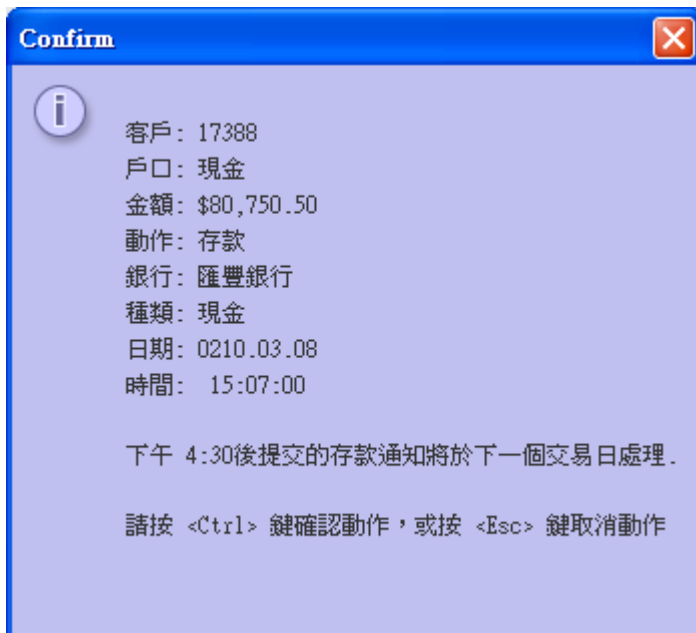 Confirm
客戶: 17388
戶口: 現金
金額: $80,750.50
動作: 存款
銀行: 匯豐銀行
種類: 現金
日期: 0210.03.08
時間: 15:07:00
下午 4:30後提交的存款通知將於下一個交易日處理.
請按 <Ctrl> 鍵確認動作，或按 <Esc> 鍵取消動作